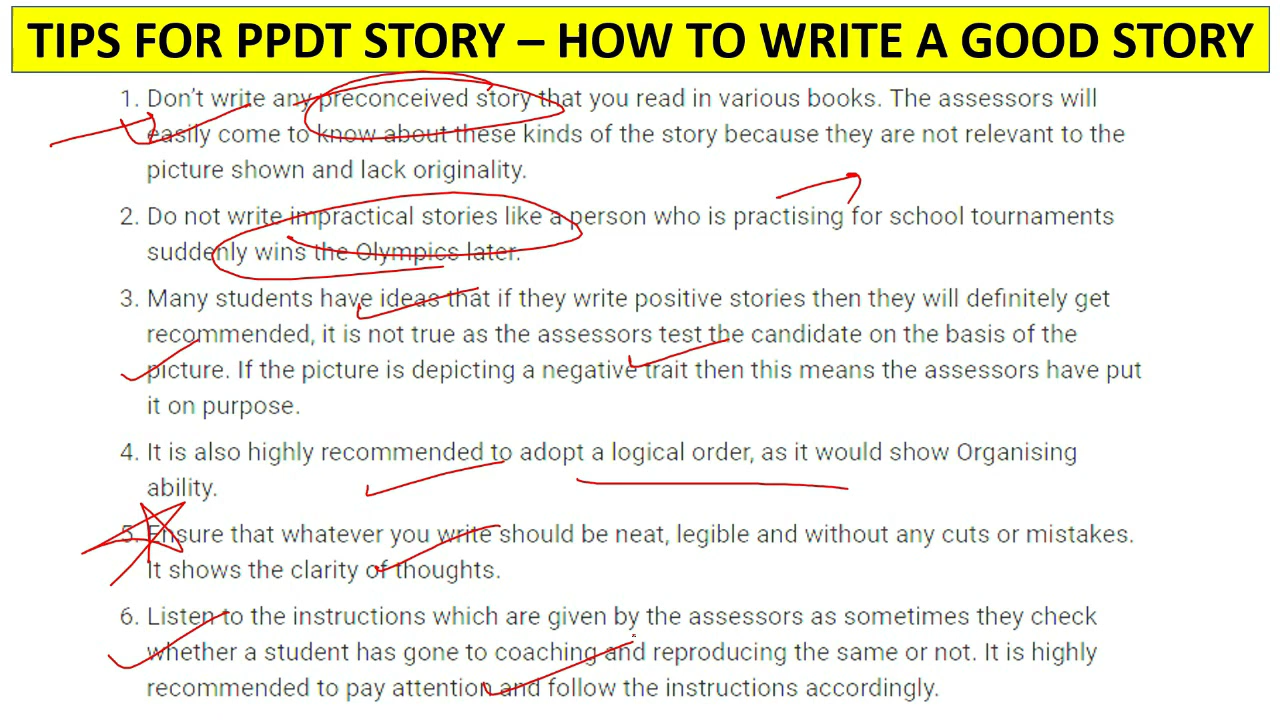 TIPS FOR PPDT STORY – HOW TO WRITE A GOOD STORY
1. Don't write any preconceived story that you read in various books. The assessors will
easily come to know about these kinds of the story because they are not relevant to the
picture shown and lack originality.
2. Do not write impractical stories like a person who is practising for school tournaments
suddenly wins the Olympics later.
3. Many students have ideas that if they write positive stories then they will definitely get
recommended, it is not true as the assessors test the candidate on the basis of the
picture. If the picture is depicting a negative trait then this means the assessors have put
it on purpose.
4. It is also highly recommended to adopt a logical order, as it would show Organising
ability.
5. Ensure that whatever you write should be neat, legible and without any cuts or mistakes.
It shows the clarity of thoughts.
6. Listen to the instructions which are given by the assessors as sometimes they check
whether a student has gone to coaching and reproducing the same or not. It is highly
recommended to pay attention and follow the instructions accordingly.